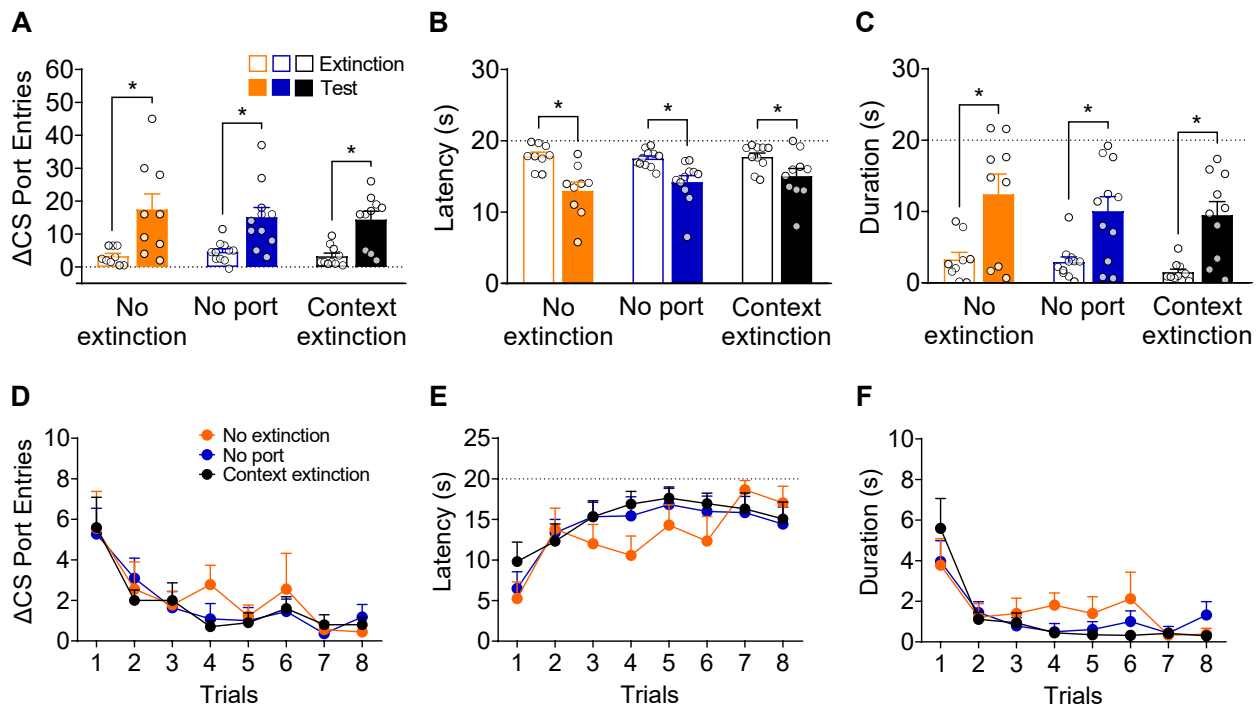 A
B
C
ΔCS Port Entries
60
50
40
30
20
10
0
*
*
*
Extinction
Test
No
extinction
No port
Context
extinction
Latency (s)
30
20
10
0
*
*
*
No
extinction
No port
Context
extinction
Duration (s)
30
20
10
0
*
*
*
No
extinction
No port
Context
extinction
D
E
F
ΔCS Port Entries
10
8
6
4
2
0
No extinction
No port
Context extinction
1 2 3 4 5 6 7 8
Trials
Latency (s)
25
20
15
10
5
0
1 2 3 4 5 6 7 8
Trials
Duration (s)
10
8
6
4
2
0
1 2 3 4 5 6 7 8
Trials